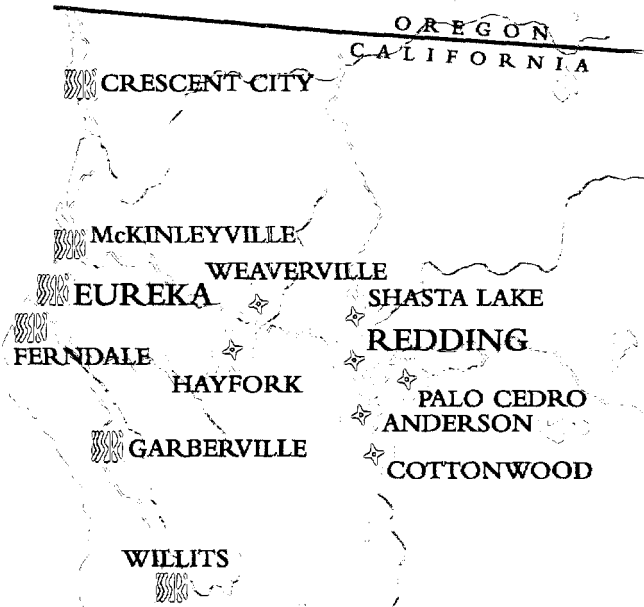 OREGON
CALIFORNIA
CRESCENT CITY
McKINLEYVILLE
WEAVERVILLE
EUREKA
SHASTA LAKE
REDDING
FERNDALE
HAYFORK
PALO CEDRO
ANDERSON
GARBERVILLE
COTTONWOOD
WILLITS